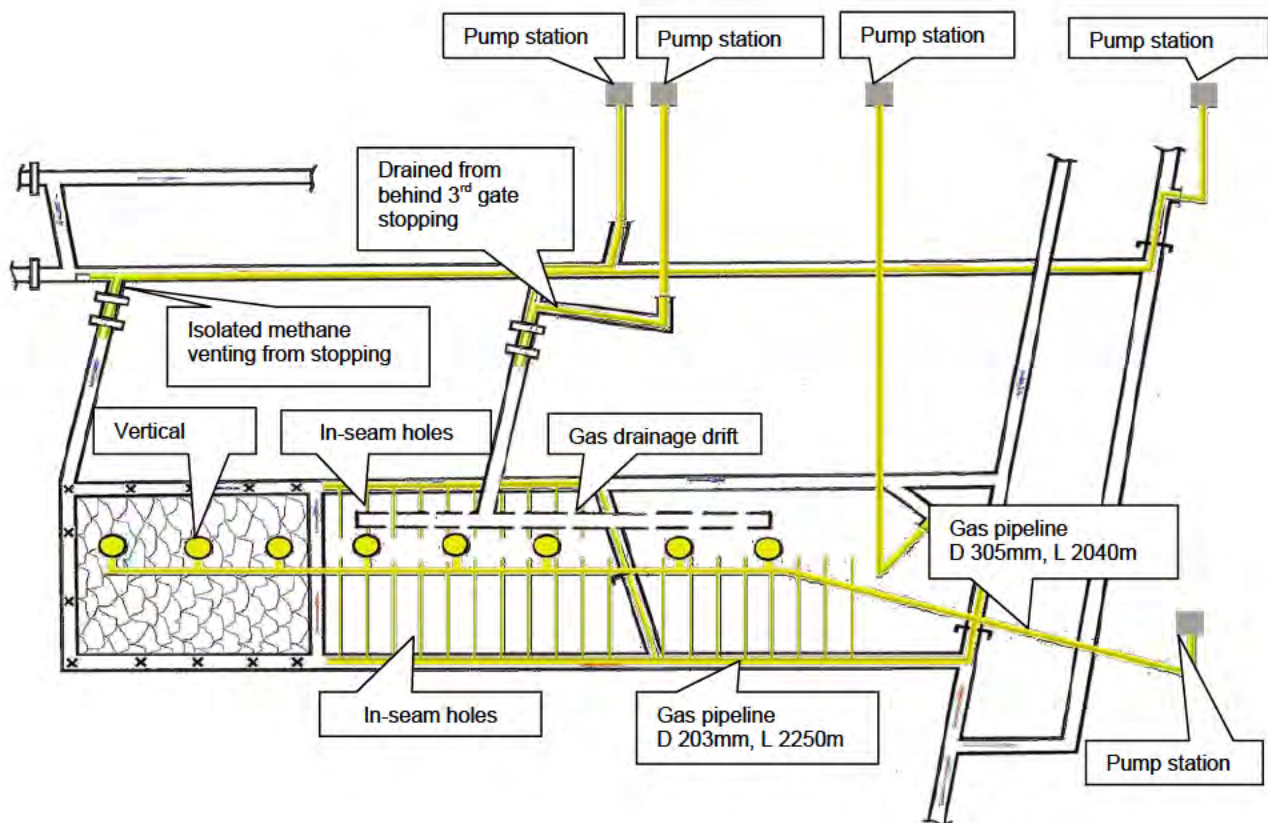 Pump station
Pump station
Pump station
Pump station
Drained from
behind 3rd gate
stopping
Isolated methane
venting from stopping
Vertical
In-seam holes
Gas drainage drift
Gas pipeline
D 305mm, L 2040m
In-seam holes
Gas pipeline
D 203mm, L 2250m
Pump station